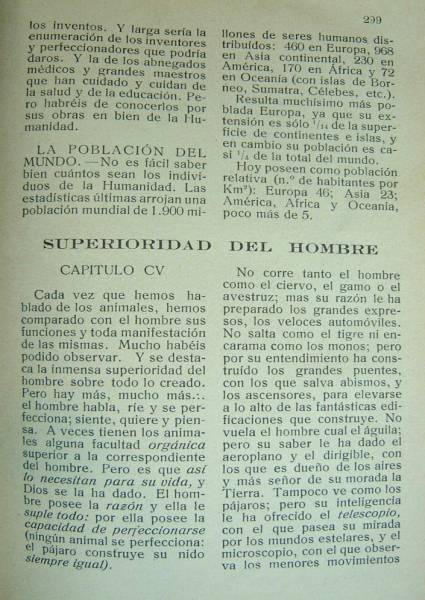 299
los inventos. Y larga sería la
enumeración de los inventores
y perfeccionadores que podría
daros. Y la de los abnegados
médicos y grandes maestros
que han cuidado y cuidan de
la salud y de la educación. Pe-
ro habréis de conocerlos por
sus obras en bien de la Hu-
manidad.
LA POBLACIÓN DEL
MUNDO.—No es fácil saber
bien cuántos sean los indivi-
duos de la Humanidad. Las
estadísticas últimas arrojan una
población mundial de 1.900 mi-
llones de seres humanos dis-
tribuídos: 460 en Europa, 968
en Asia continental, 230 en
América, 170 en África y 72
en Oceanía (con islas de Bor-
neo, Sumatra, Célebes, etc.).
Resulta muchísimo más po-
blada Europa, ya que su ex-
tensión es sólo 1/14 de la super-
ficie de continentes e islas, y
en cambio su población es ca-
si 1/4 de la total del mundo.
Hoy poseem como población
relativa (n.º de habitantes por
Km²): Europa 46; Asia 23;
América, África y Oceania,
poco más de 5.
SUPERIORIDAD DEL HOMBRE
CAPITULO CV
Cada vez que hemos ha-
blado de los animales, hemos
comparado con el hombre sus
funciones y toda manifestación
de las mismas. Mucho habéis
podido observar. Y se desta-
ca la inmensa superioridad del
hombre sobre todo lo creado.
Pero hay más, mucho más.:.
el hombre habla, ríe y se per-
fecciona; siente, quiere y pien-
sa. A veces tienen los anima-
les alguna facultad orgánica
superior a la correspondiente
del hombre. Pero es que así
lo necesitan para su vida, y
Dios se la ha dado. El hom-
bre posee la razón y ella le
suple todo: por ella posee la
capacidad de perfeccionarse
(ningún animal se perfecciona:
el pájaro construye su nido
siempre igual).
No corre tanto el hombre
como el ciervo, el gamo o el
avestruz; mas su razón le ha
preparado los grandes expre-
sos, los veloces automóviles.
No salta como el tigre ni en-
carama como los monos; pero
por su entendimiento ha cons-
truído los grandes puentes,
con los que salva abismos, y
los ascensores, para elevarse
a lo alto de las fantásticas edi-
ficaciones que construye. No
vuela el hombre cual el águila;
pero su saber le ha dado el
aeroplano y el dirigible, con
los que es dueño de los aires
y más señor de su morada la
Tierra. Tampoco ve como los
pájaros; pero su inteligencia
le ha ofrecido el telescopio,
con el que pasea su mirada
por los mundos estelares, y el
microscopio, con el que obser-
va los menores movimientos